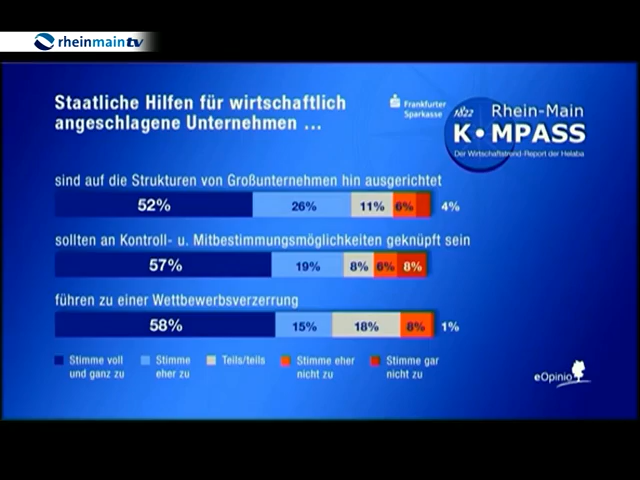 rheinmaintv
Staatliche Hilfen für wirtschaftlich
angeschlagene Unternehmen ...
Frankfurter
Sparkasse
1822
Rhein-Main
KOMPASS
Der Wirtschaftstrend-Report der Helaba
sind auf die Strukturen von Großunternehmen hin ausgerichtet
52% 26% 11% 6% 4%
sollten an Kontroll- u. Mitbestimmungsmöglichkeiten geknüpft sein
57% 19% 8% 6% 8%
führen zu einer Wettbewerbsverzerrung
58% 15% 18% 8% 1%
Stimme voll
und ganz zu
Stimme
eher zu
Teils/teils
Stimme eher
nicht zu
Stimme gar
nicht zu
eOpinio